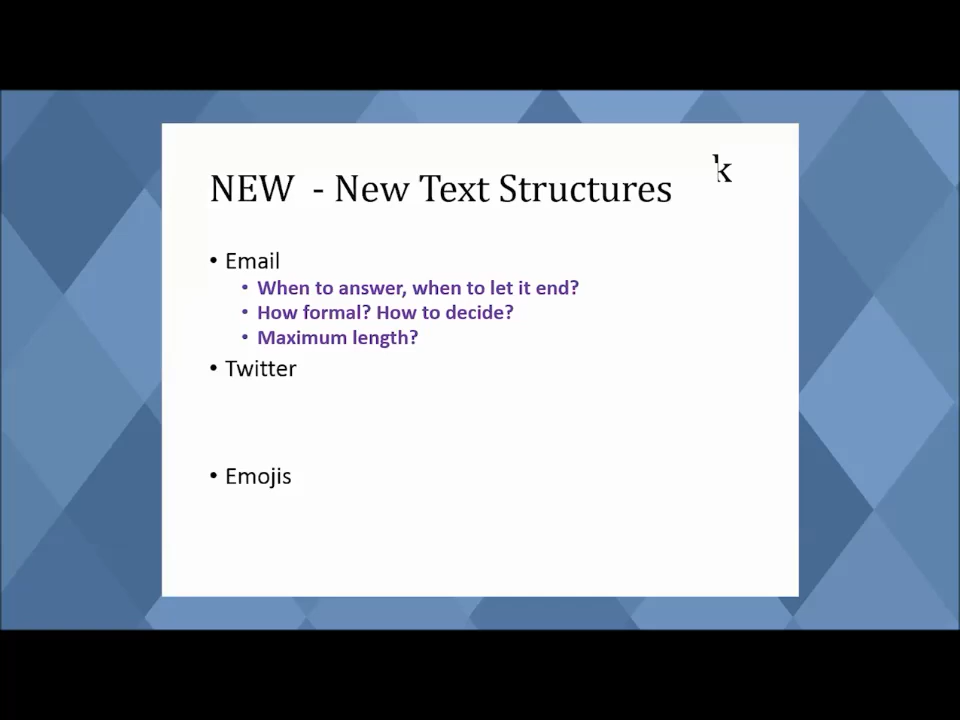 NEW - New Text Structures
k
• Email
• When to answer, when to let it end?
• How formal? How to decide?
• Maximum length?
• Twitter
• Emojis